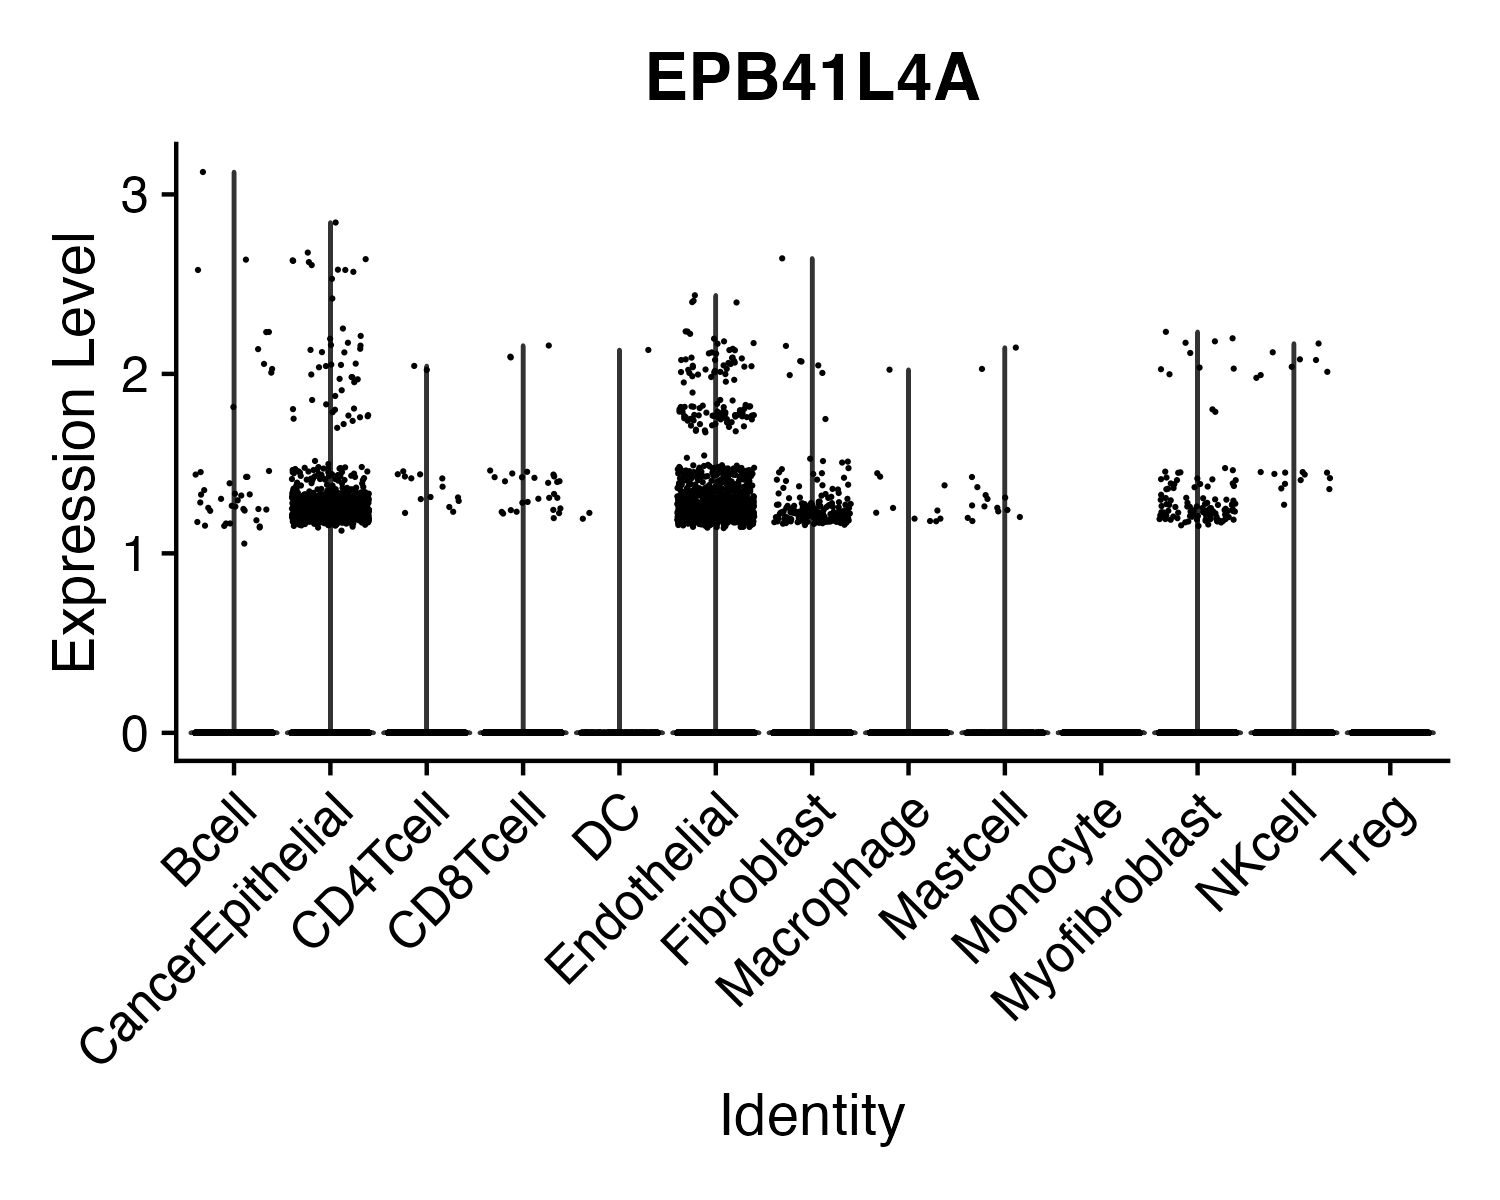 EPB41L4A
Expression Level
3
2
1
0
Bcell
CancerEpithelial
CD4Tcell
CD8Tcell
DC
Endothelial
Fibroblast
Macrophage
Mastcell
Monocyte
Myofibroblast
NKcell
Treg
Identity